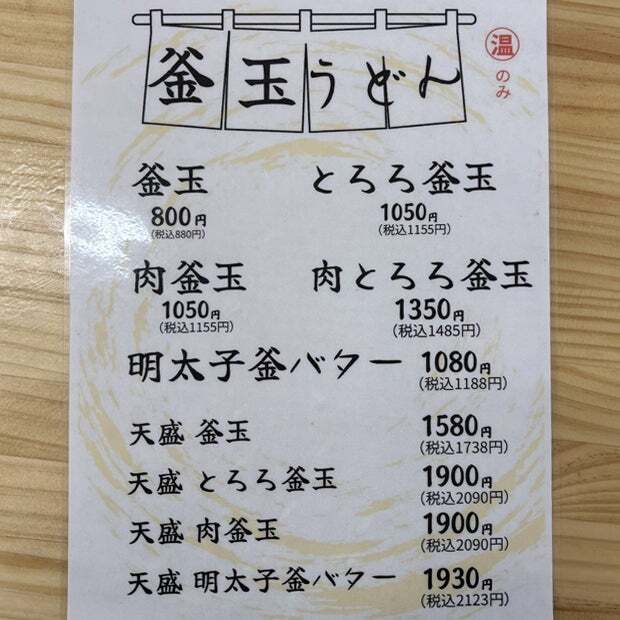 釜玉うどん
温
のみ
釜玉
800円
(税込880円)
とろろ釜玉
1050円
(税込1155円)
肉釜玉
1050円
(税込1155円)
肉とろろ釜玉
1350円
(税込1485円)
明太子釜バター 1080円
(税込1188円)
天盛 釜玉 1580円
(税込1738円)
天盛 とろろ釜玉 1900円
(税込2090円)
天盛 肉釜玉 1900円
(税込2090円)
天盛 明太子釜バター 1930円
(税込2123円)